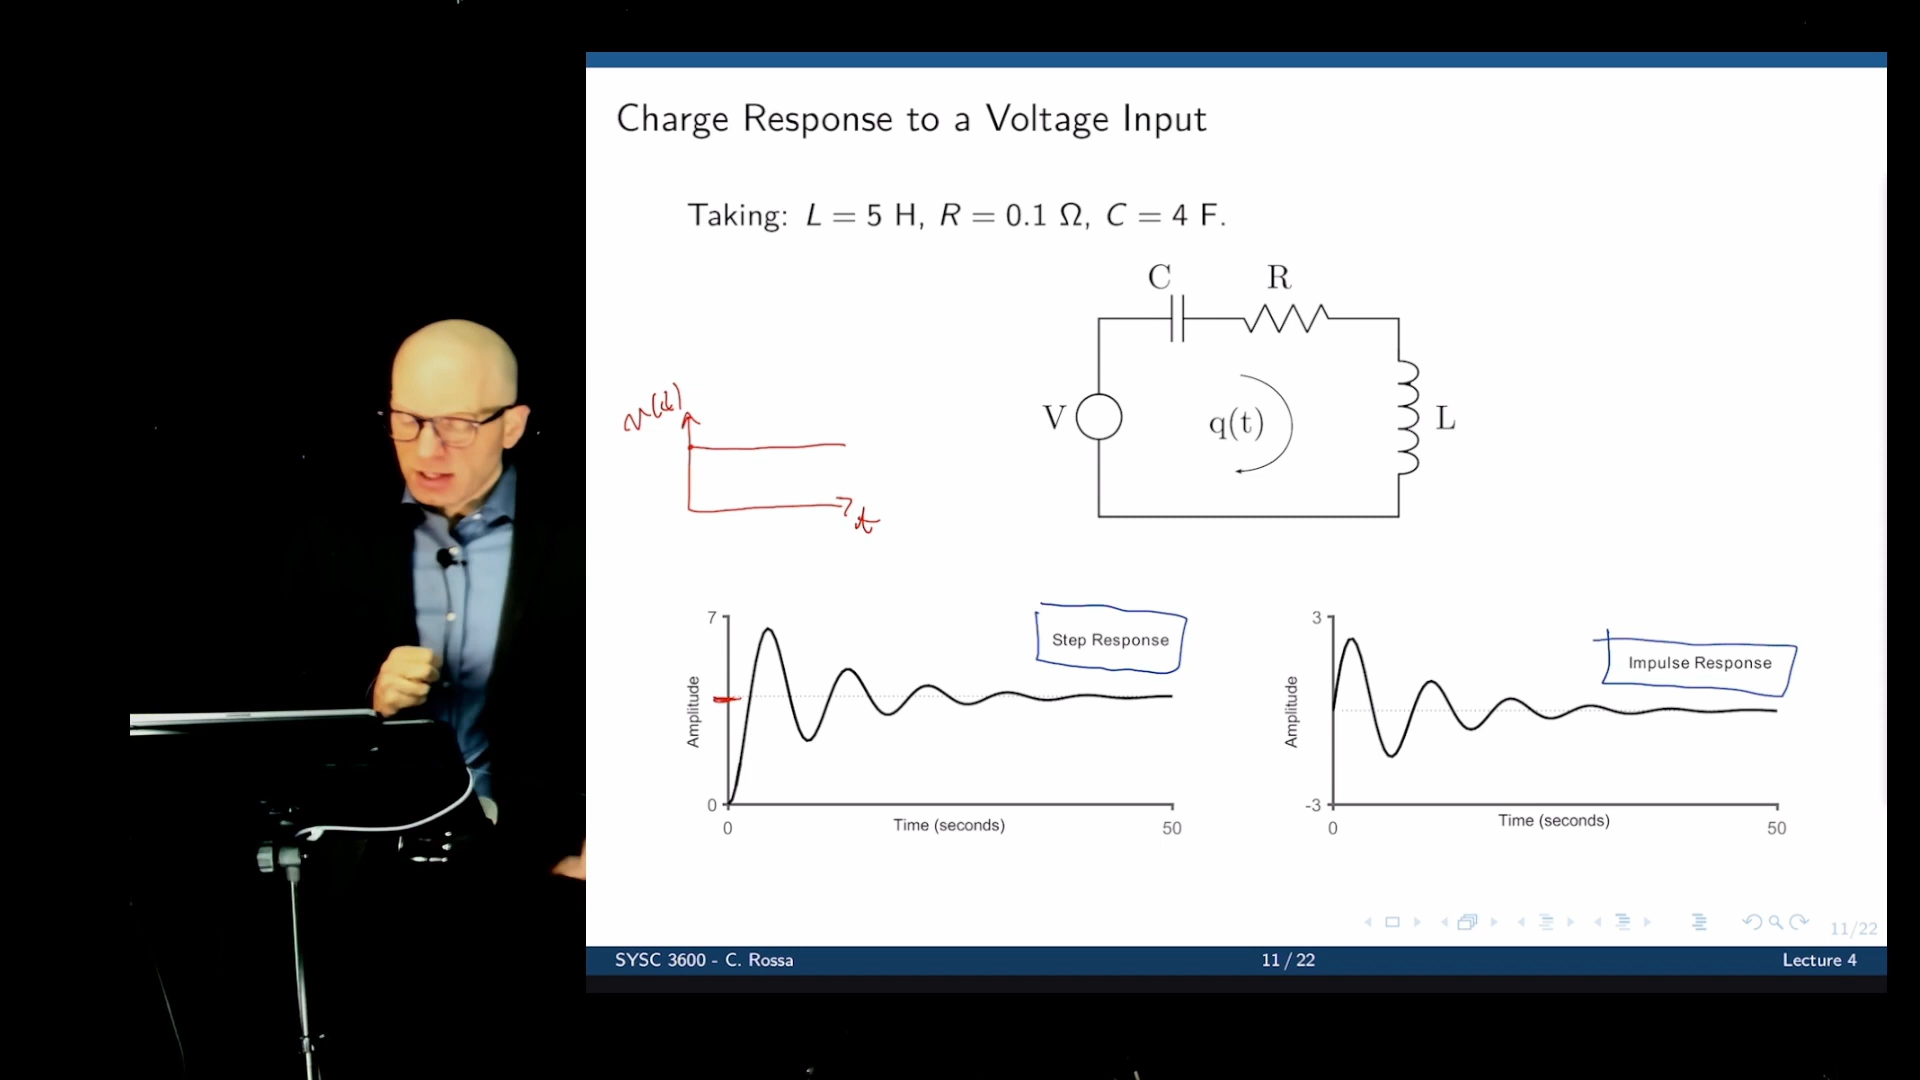 Charge Response to a Voltage Input
Taking: L = 5 H, R = 0.1 Ω, C = 4 F.
C
R
V
q(t)
L
v(t)
t
7
0
Amplitude
Step Response
0
Time (seconds)
50
3
-3
Amplitude
Impulse Response
0
Time (seconds)
50
11/22
SYSC 3600 - C. Rossa
11 / 22
Lecture 4